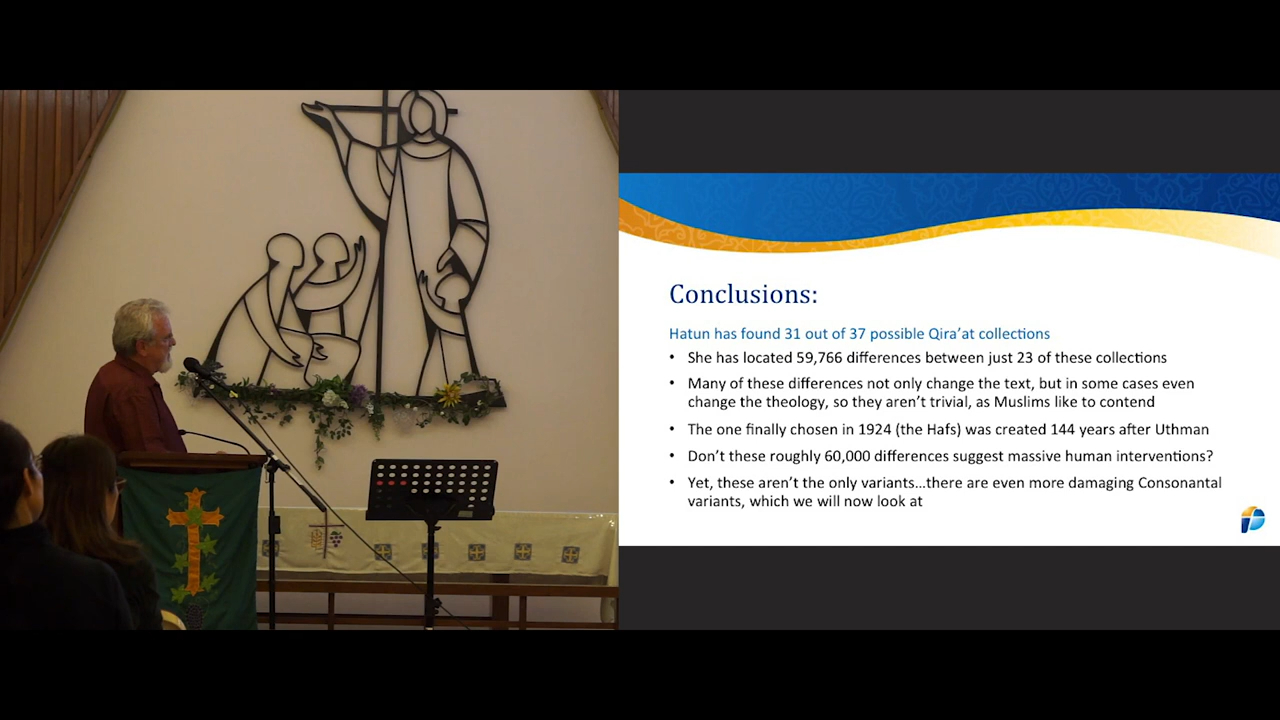 Conclusions:
Hatun has found 31 out of 37 possible Qira’at collections
• She has located 59,766 differences between just 23 of these collections
• Many of these differences not only change the text, but in some cases even
change the theology, so they aren’t trivial, as Muslims like to contend
• The one finally chosen in 1924 (the Hafs) was created 144 years after Uthman
• Don’t these roughly 60,000 differences suggest massive human interventions?
• Yet, these aren’t the only variants...there are even more damaging Consonantal
variants, which we will now look at